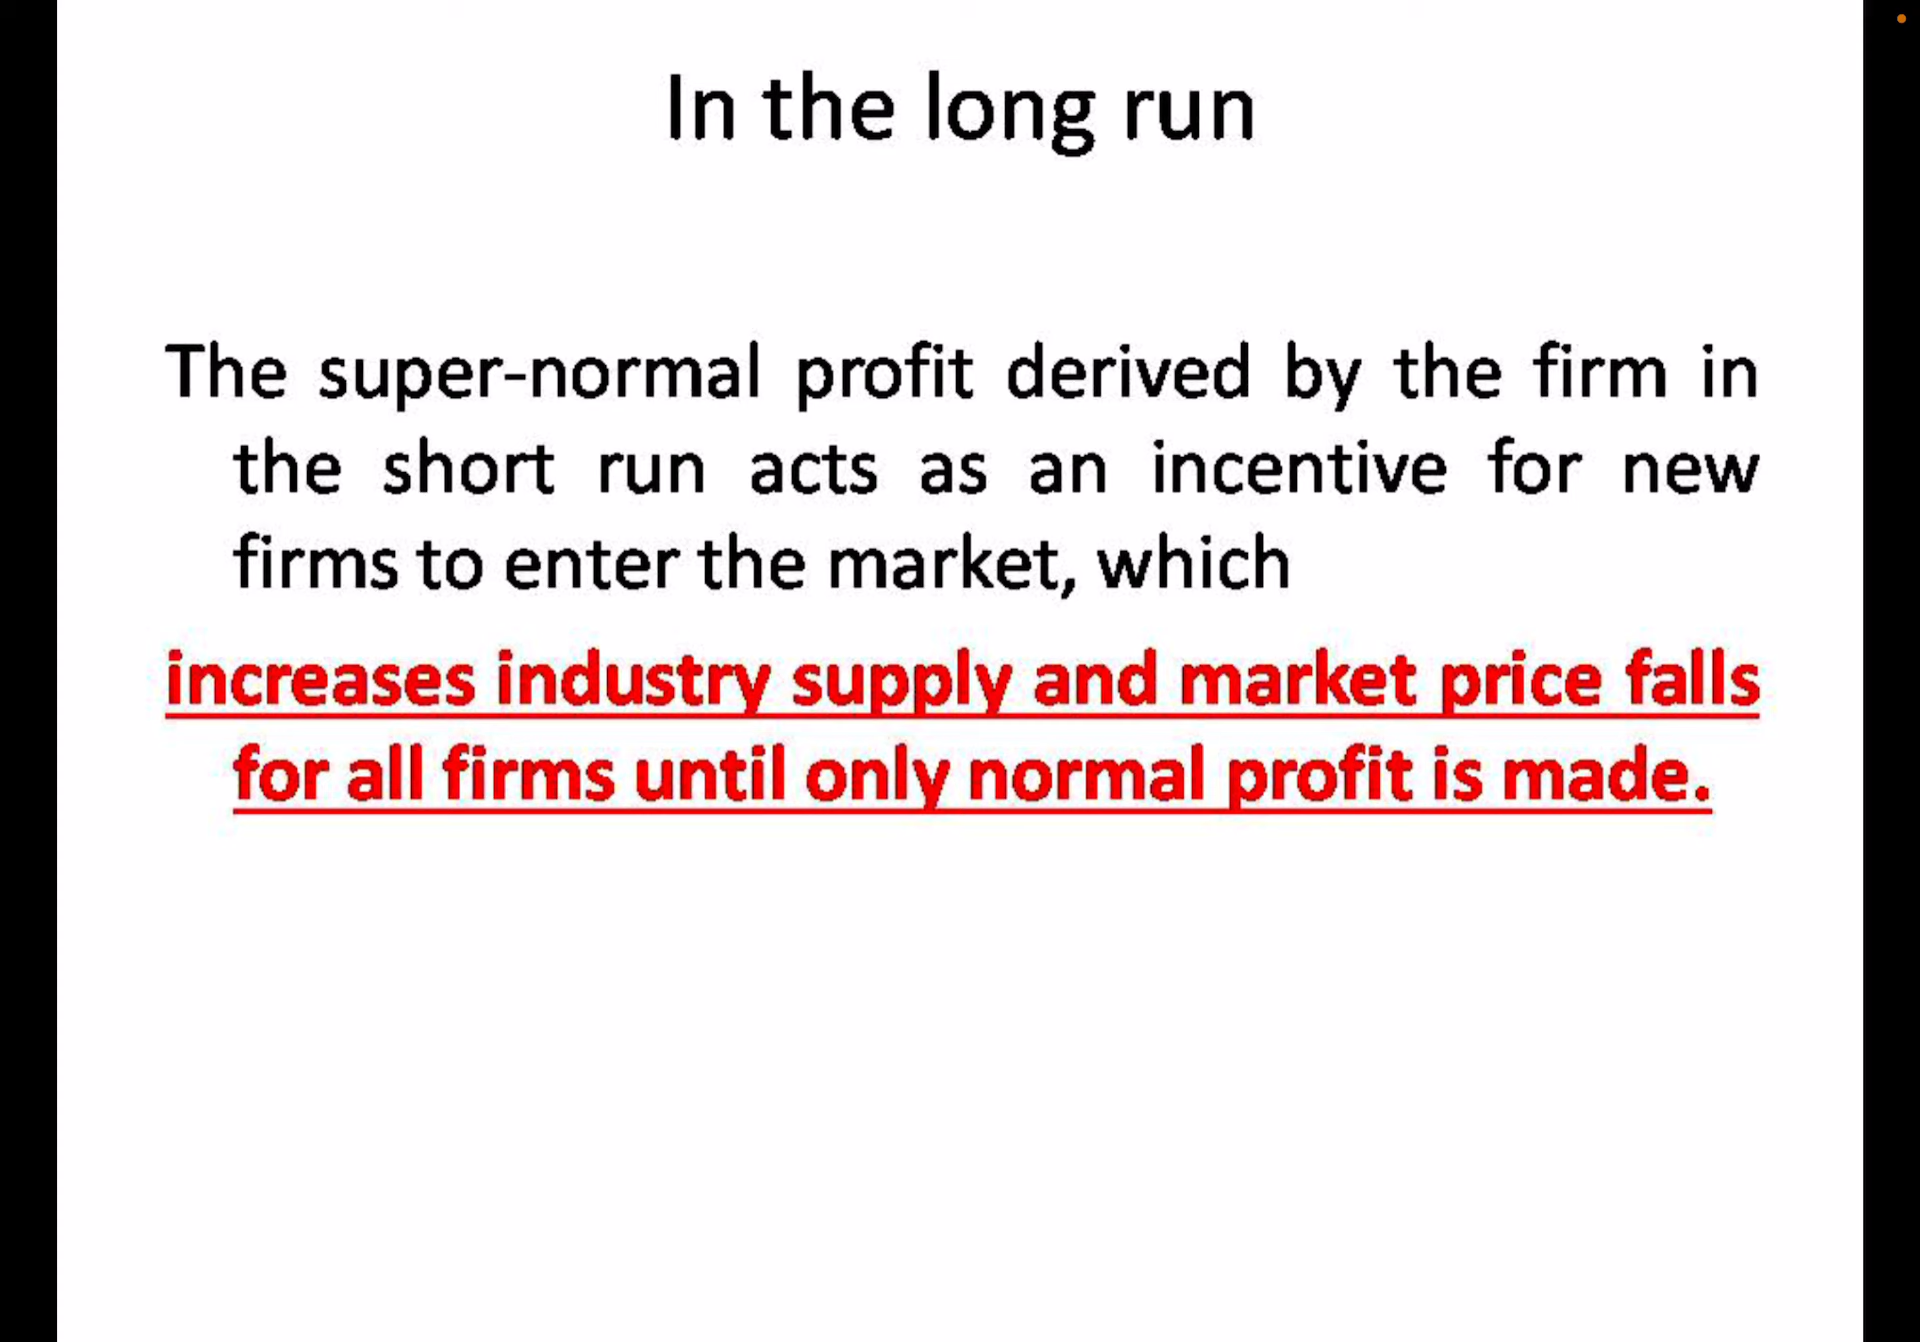 In the long run
The super-normal profit derived by the firm in
the short run acts as an incentive for new
firms to enter the market, which
increases industry supply and market price falls
for all firms until only normal profit is made.